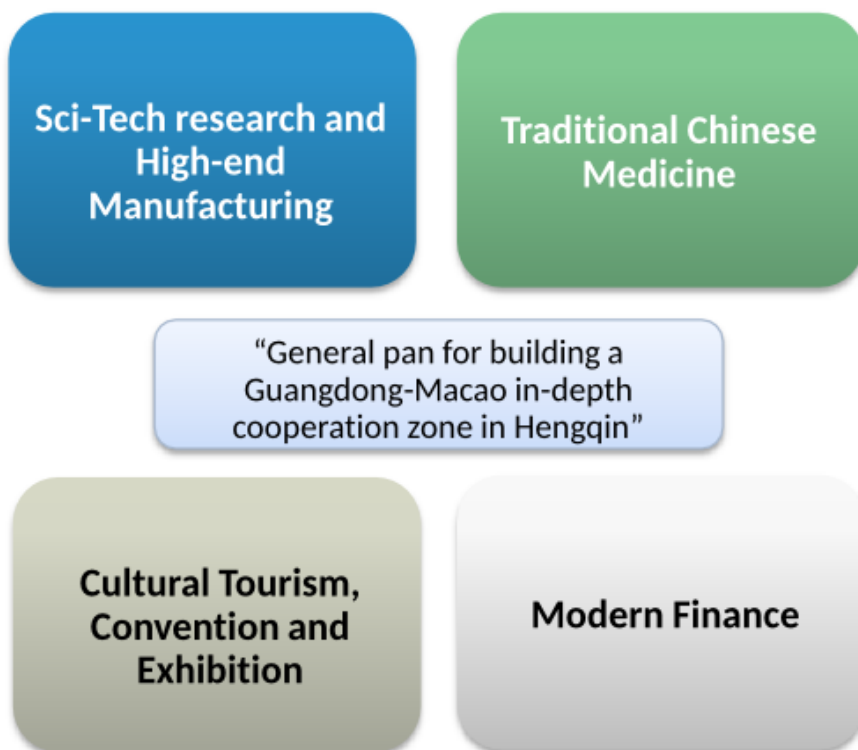 Sci-Tech research and
High-end
Manufacturing
Traditional Chinese
Medicine
“General pan for building a
Guangdong-Macao in-depth
cooperation zone in Hengqin”
Cultural Tourism,
Convention and
Exhibition
Modern Finance